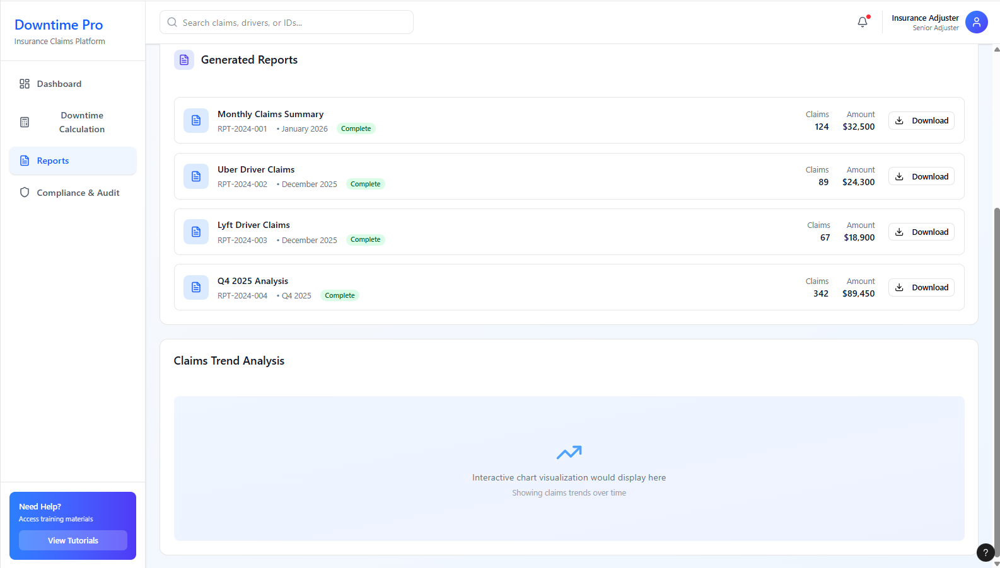 Downtime Pro
Insurance Claims Platform
Search claims, drivers, or IDs...
Insurance Adjuster
Senior Adjuster
Dashboard
Downtime
Calculation
Reports
Compliance & Audit
Need Help?
Access training materials
View Tutorials
Generated Reports
Monthly Claims Summary
RPT-2024-001 • January 2026 Complete
Claims Amount
124 $32,500
Download
Uber Driver Claims
RPT-2024-002 • December 2025 Complete
Claims Amount
89 $24,300
Download
Lyft Driver Claims
RPT-2024-003 • December 2025 Complete
Claims Amount
67 $18,900
Download
Q4 2025 Analysis
RPT-2024-004 • Q4 2025 Complete
Claims Amount
342 $89,450
Download
Claims Trend Analysis
Interactive chart visualization would display here
Showing claims trends over time
?